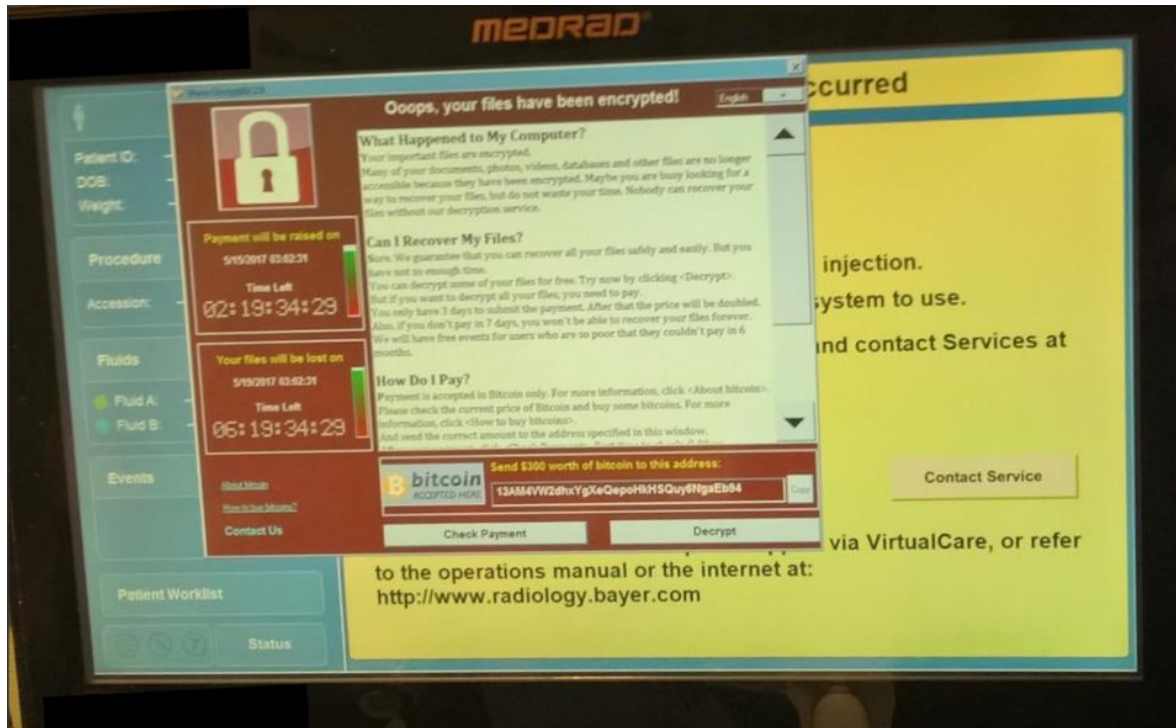 MEDRAD
Wana Decrypt0r 2.0
Ooops, your files have been encrypted!
English
What Happened to My Computer?
Your important files are encrypted.
Many of your documents, photos, videos, databases and other files are no longer
accessible because they have been encrypted. Maybe you are busy looking for a
way to recover your files, but do not waste your time. Nobody can recover your
files without our decryption service.
Can I Recover My Files?
Sure. We guarantee that you can recover all your files safely and easily. But you
have not so enough time.
You can decrypt some of your files for free. Try now by clicking <Decrypt>.
But if you want to decrypt all your files, you need to pay.
You only have 3 days to submit the payment. After that the price will be doubled.
Also, if you don't pay in 7 days, you won't be able to recover your files forever.
We will have free events for users who are so poor that they couldn't pay in 6
months.
How Do I Pay?
Payment is accepted in Bitcoin only. For more information, click <About bitcoin>.
Please check the current price of Bitcoin and buy some bitcoins. For more
information, click <How to buy bitcoins>.
And send the correct amount to the address specified in this window.
Payment will be raised on
5/15/2017 03:02:31
Time Left
02:19:34:29
Your files will be lost on
5/19/2017 03:02:31
Time Left
06:19:34:29
About bitcoin
How to buy bitcoins?
Contact Us
bitcoin
ACCEPTED HERE
Send $300 worth of bitcoin to this address:
13AM4VW2dhxYgXeQepoHkHSQuy6NgaEb94
Copy
Check Payment
Decrypt
Patient ID:
DOB:
Weight:
Procedure
Accession:
Fluids
Fluid A:
Fluid B:
Events
Patient Worklist
Status
ccurred
injection.
ystem to use.
nd contact Services at
Contact Service
via VirtualCare, or refer
to the operations manual or the internet at:
http://www.radiology.bayer.com